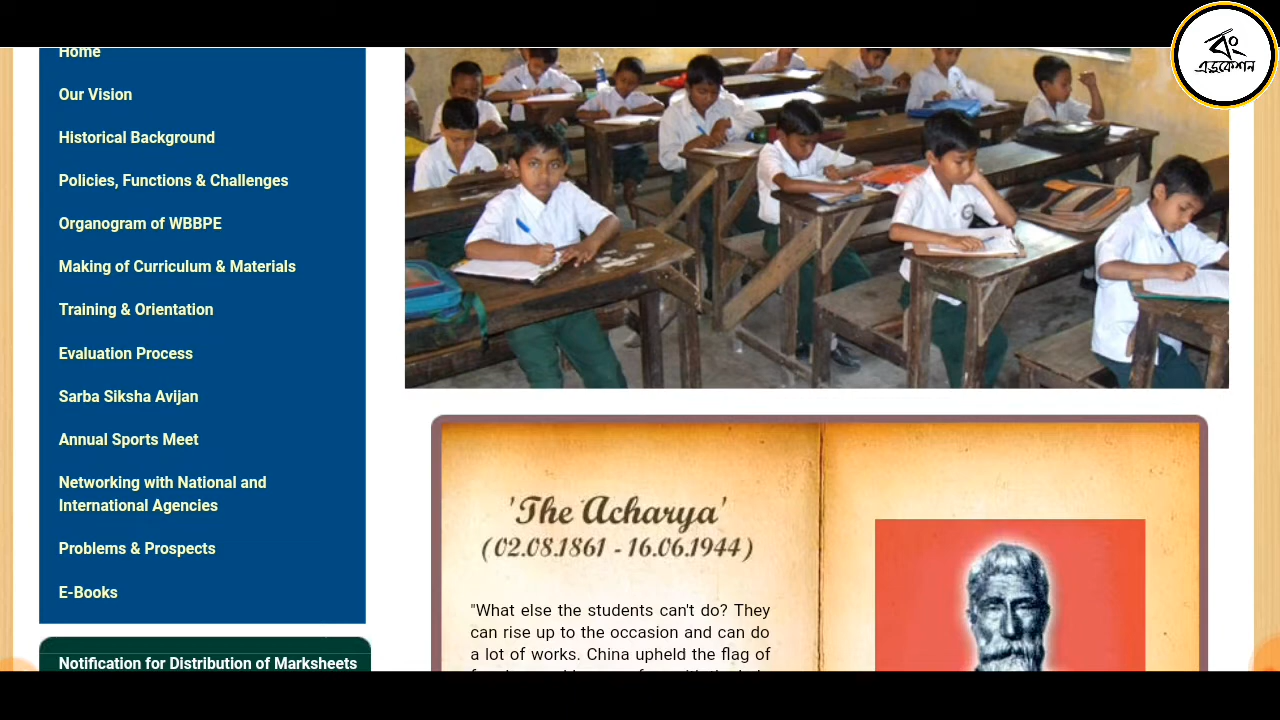 বং
এডুকেশন
Home
Our Vision
Historical Background
Policies, Functions & Challenges
Organogram of WBBPE
Making of Curriculum & Materials
Training & Orientation
Evaluation Process
Sarba Siksha Avijan
Annual Sports Meet
Networking with National and
International Agencies
Problems & Prospects
E-Books
Notification for Distribution of Marksheets
'The Acharya'
(02.08.1861 - 16.06.1944)
"What else the students can't do? They
can rise up to the occasion and can do
a lot of works. China upheld the flag of